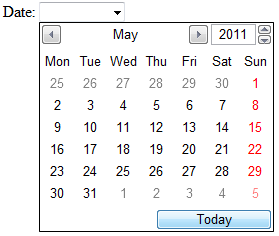 Date:
May 2011
Mon Tue Wed Thu Fri Sat Sun
25 26 27 28 29 30 1
2 3 4 5 6 7 8
9 10 11 12 13 14 15
16 17 18 19 20 21 22
23 24 25 26 27 28 29
30 31 1 2 3 4 5
Today